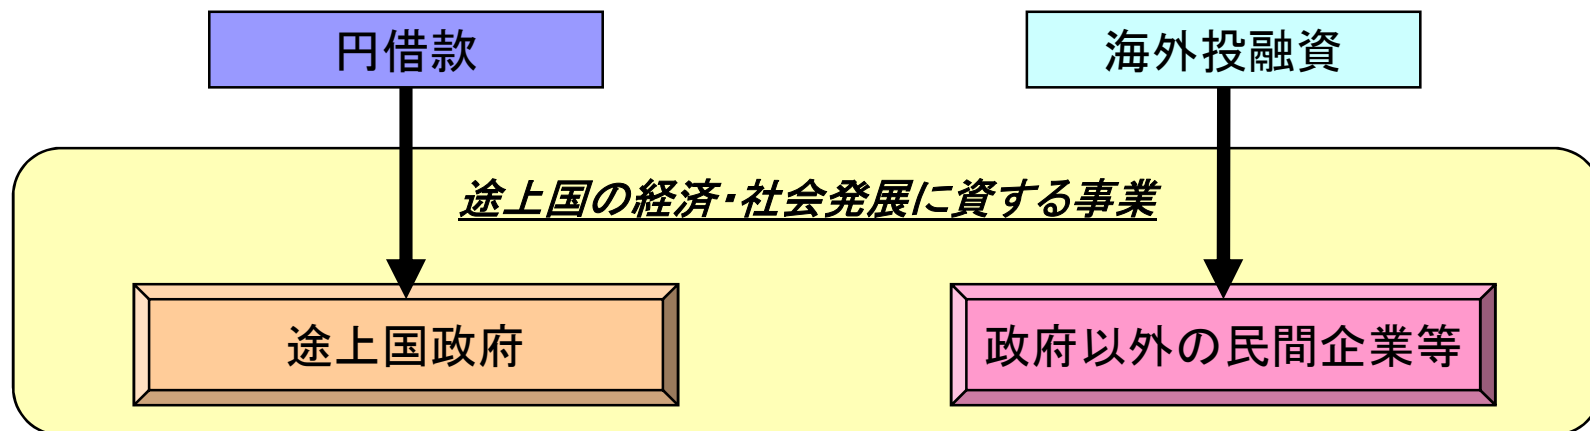 円借款
海外投融資
途上国の経済・社会発展に資する事業
途上国政府
政府以外の民間企業等